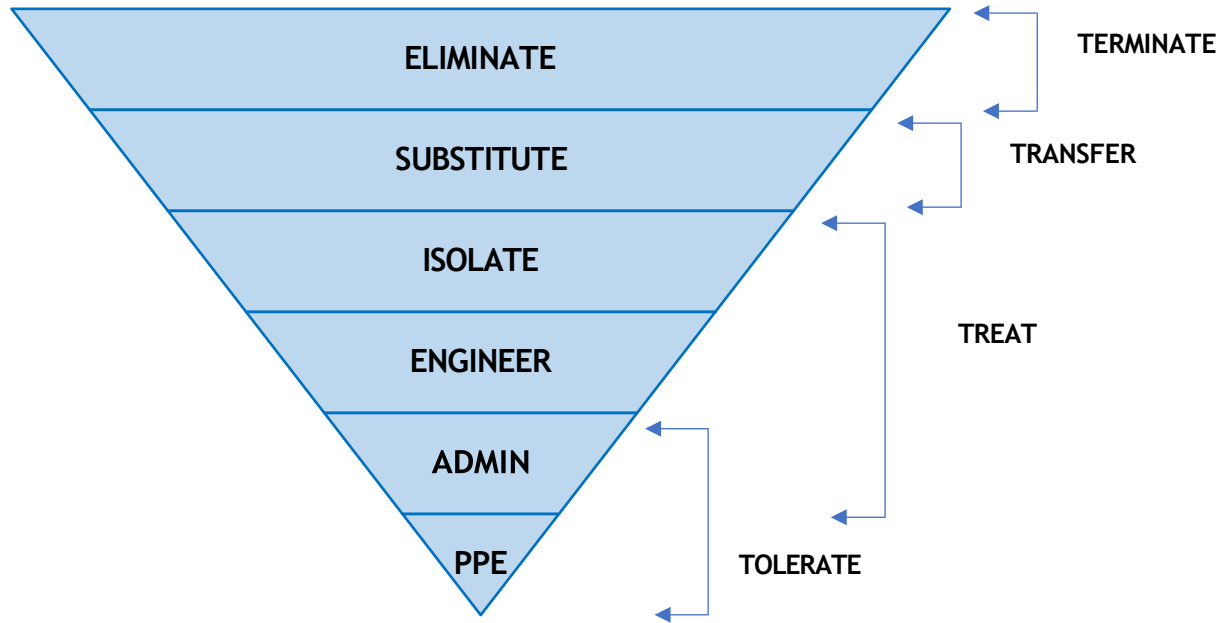 ELIMINATE
TERMINATE
SUBSTITUTE
TRANSFER
ISOLATE
TREAT
ENGINEER
ADMIN
PPE
TOLERATE